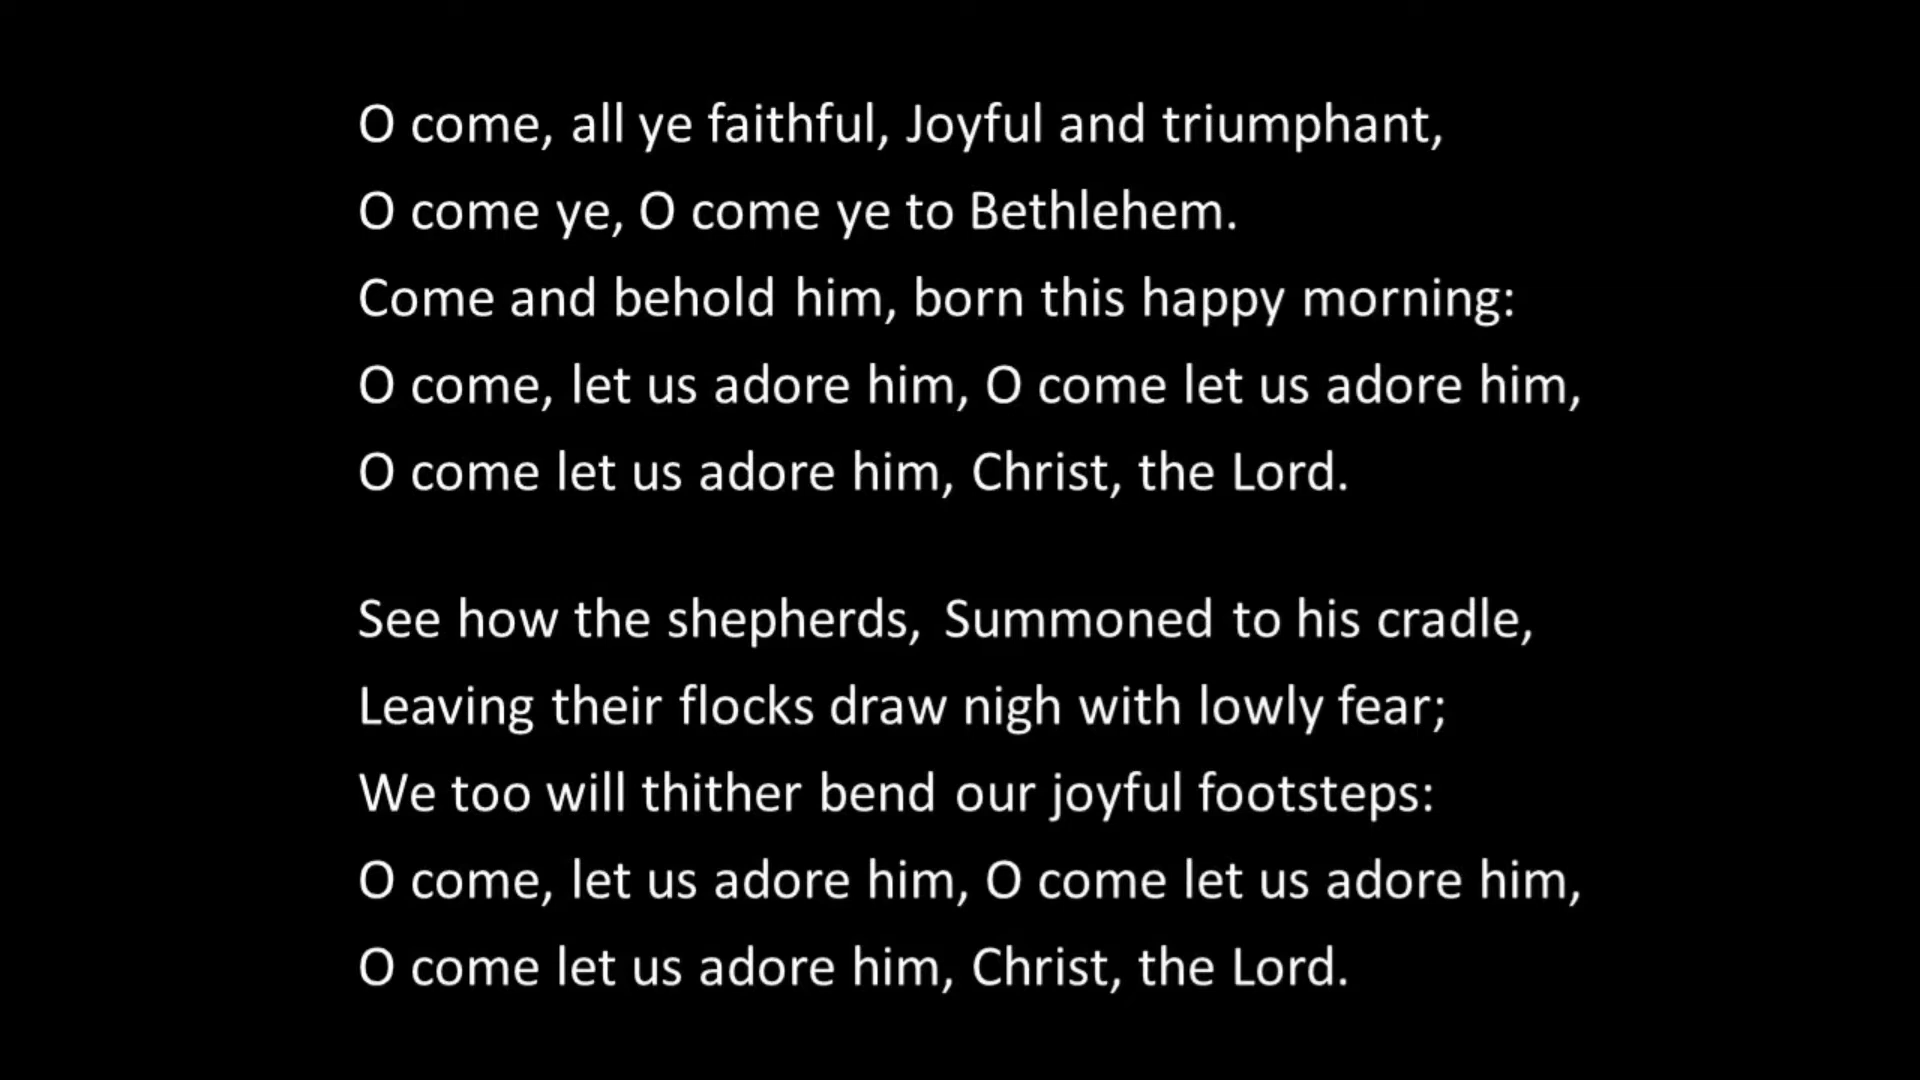 O come, all ye faithful, Joyful and triumphant,
O come ye, O come ye to Bethlehem.
Come and behold him, born this happy morning:
O come, let us adore him, O come let us adore him,
O come let us adore him, Christ, the Lord.
See how the shepherds, Summoned to his cradle,
Leaving their flocks draw nigh with lowly fear;
We too will thither bend our joyful footsteps:
O come, let us adore him, O come let us adore him,
O come let us adore him, Christ, the Lord.